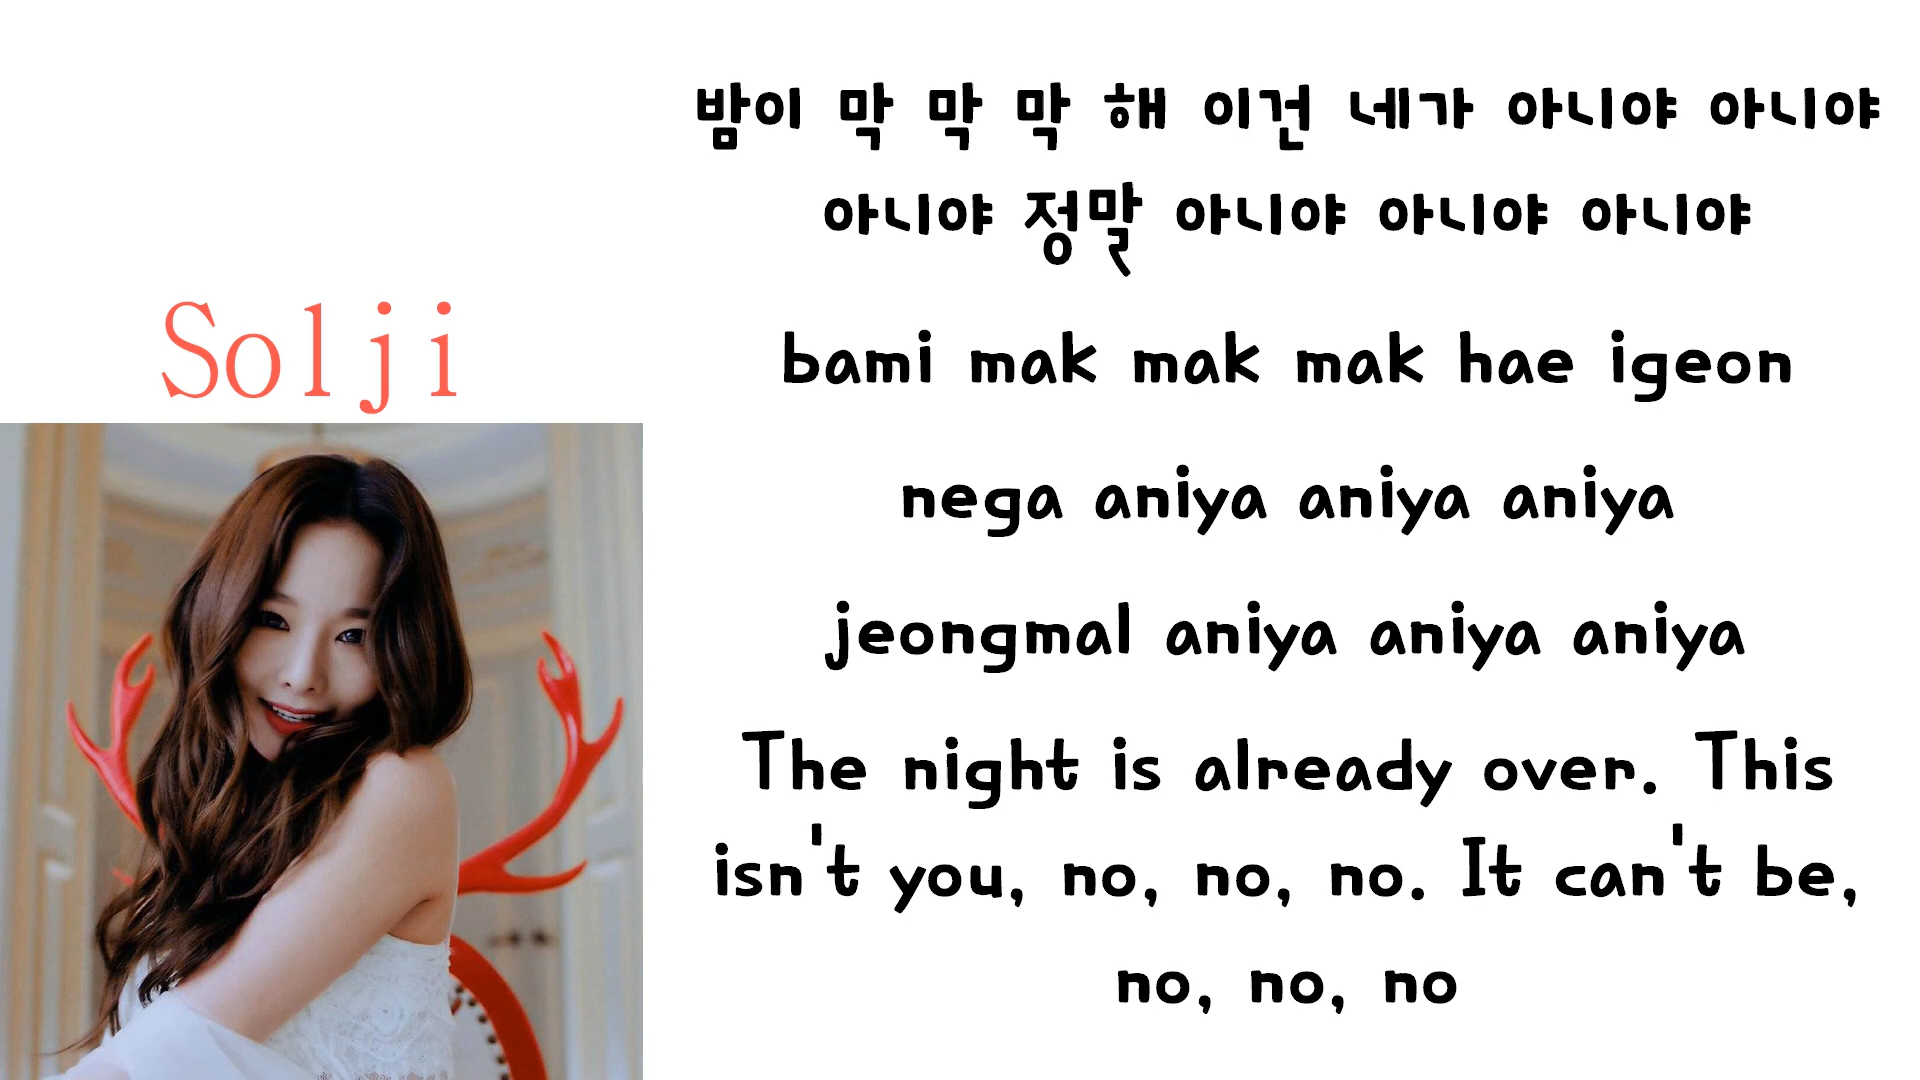 밤이 막 막 막 해 이건 네가 아니야 아니야
아니야 정말 아니야 아니야 아니야
Solji
bami mak mak mak hae igeon
nega aniya aniya aniya
jeongmal aniya aniya aniya
The night is already over. This
isn't you, no, no, no. It can't be,
no, no, no